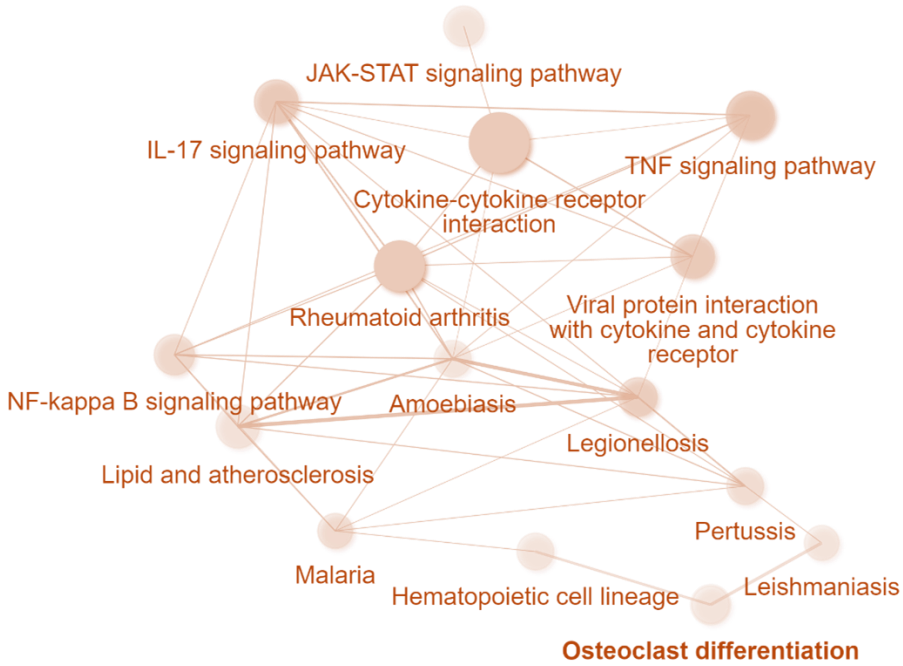 JAK-STAT signaling pathway
IL-17 signaling pathway
TNF signaling pathway
Cytokine-cytokine receptor
interaction
Rheumatoid arthritis
Viral protein interaction
with cytokine and cytokine
receptor
NF-kappa B signaling pathway
Amoebiasis
Legionellosis
Lipid and atherosclerosis
Pertussis
Malaria
Hematopoietic cell lineage
Leishmaniasis
Osteoclast differentiation